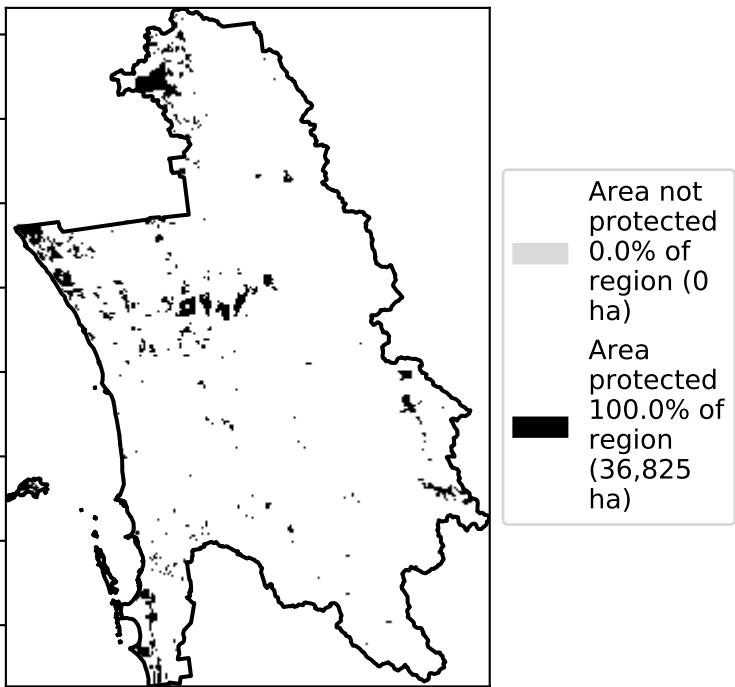 Area not
protected
0.0% of
region (0
ha)
Area
protected
100.0% of
region
(36,825
ha)